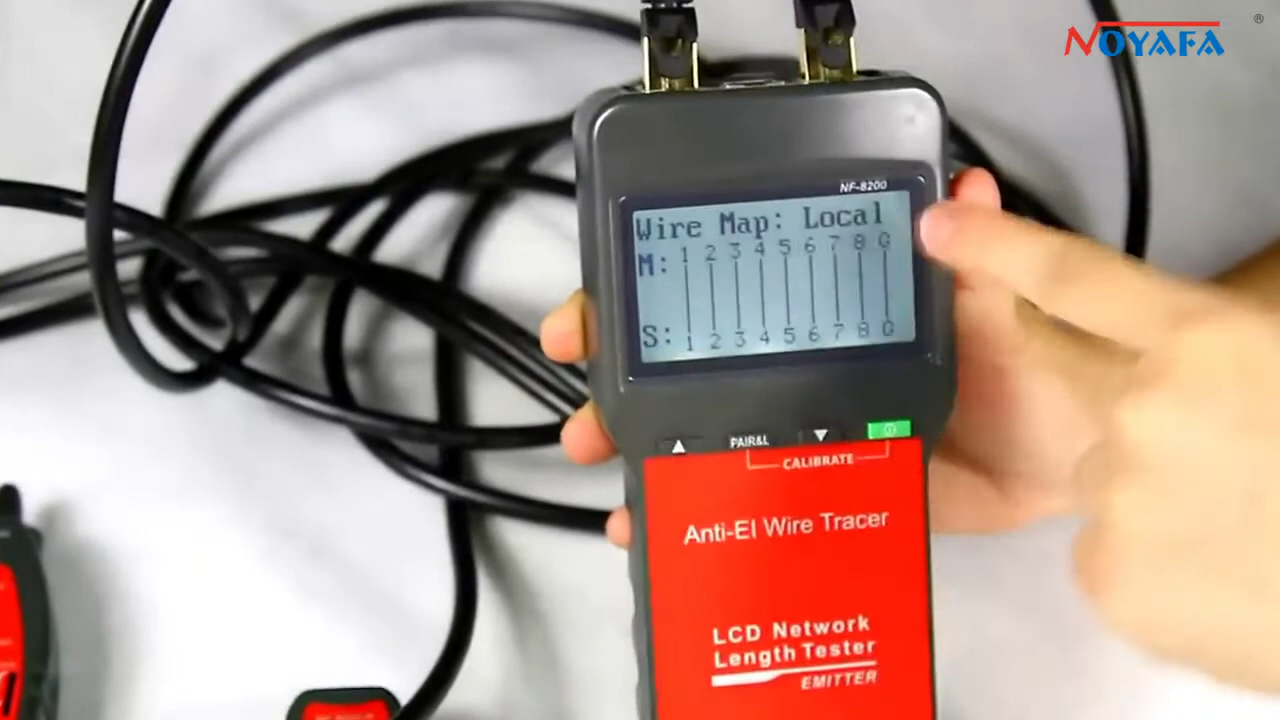 NOYAFA ®
NF-8200
Wire Map: Local
M: 1 2 3 4 5 6 7 8 G
S: 1 2 3 4 5 6 7 8 G
PAIR&L
CALIBRATE
Anti-EI Wire Tracer
LCD Network
Length Tester
EMITTER